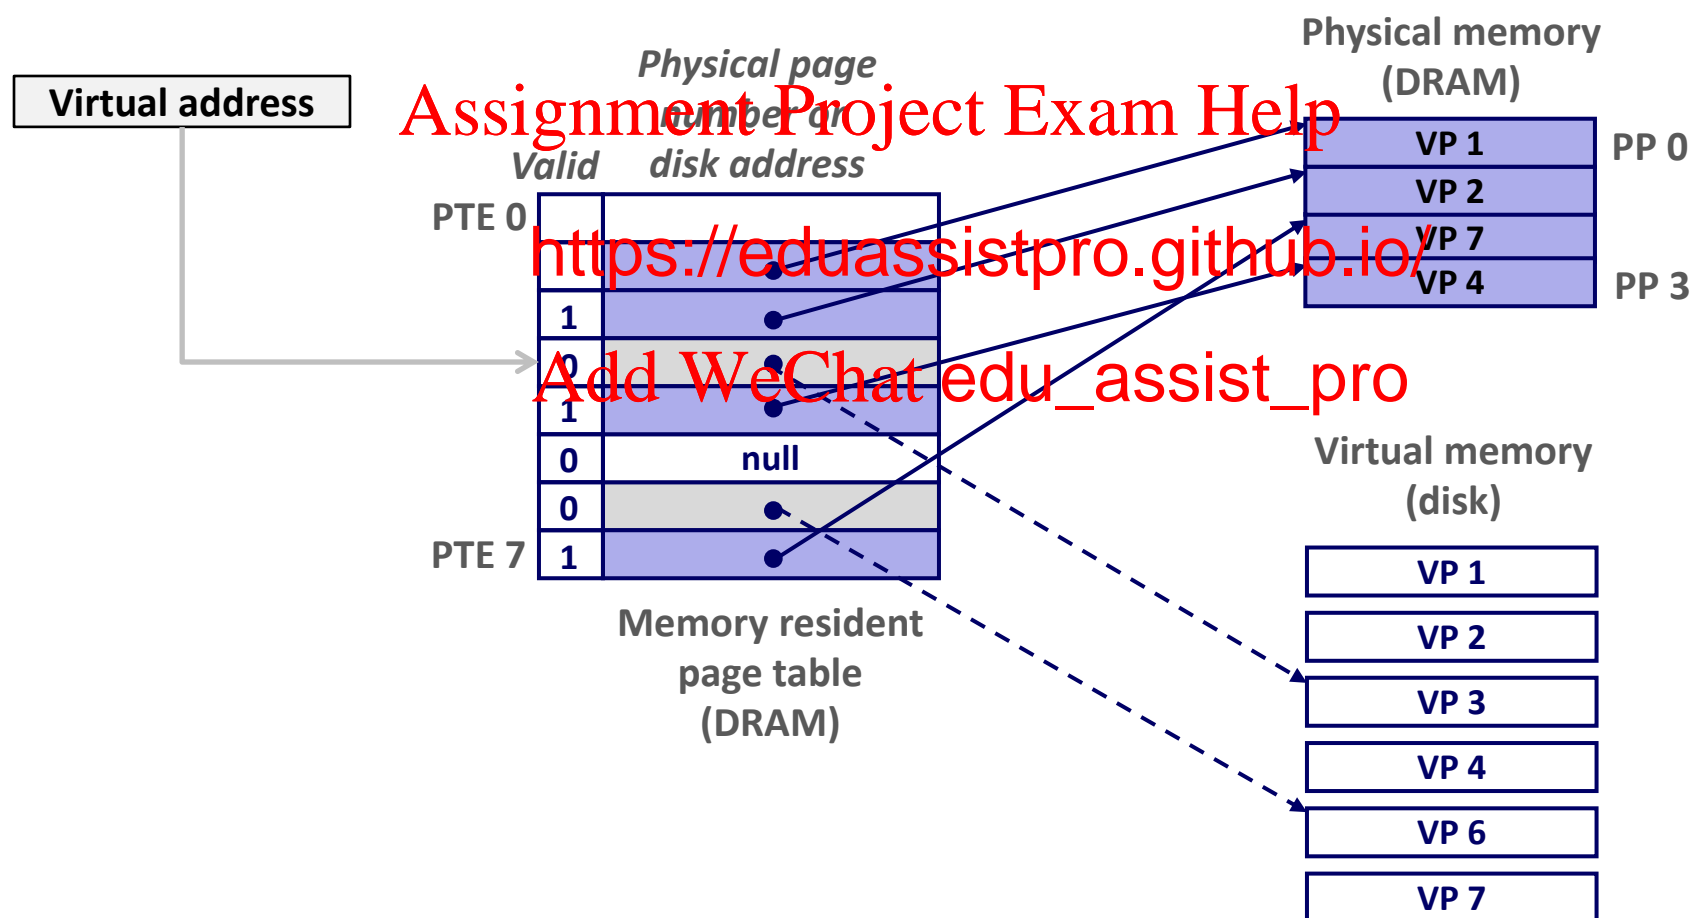 Physical memory
(DRAM)
Physical page
number or
disk address
Virtual address
Assignment Project Exam Help
Valid
VP 1
PP 0
VP 2
PTE 0
https://eduassistpro.github.io/
VP 7
VP 4
PP 3
1
0
Add WeChat edu_assist_pro
1
0
null
0
PTE 7
1
Virtual memory
(disk)
VP 1
VP 2
VP 3
VP 4
VP 6
VP 7
Memory resident
page table
(DRAM)